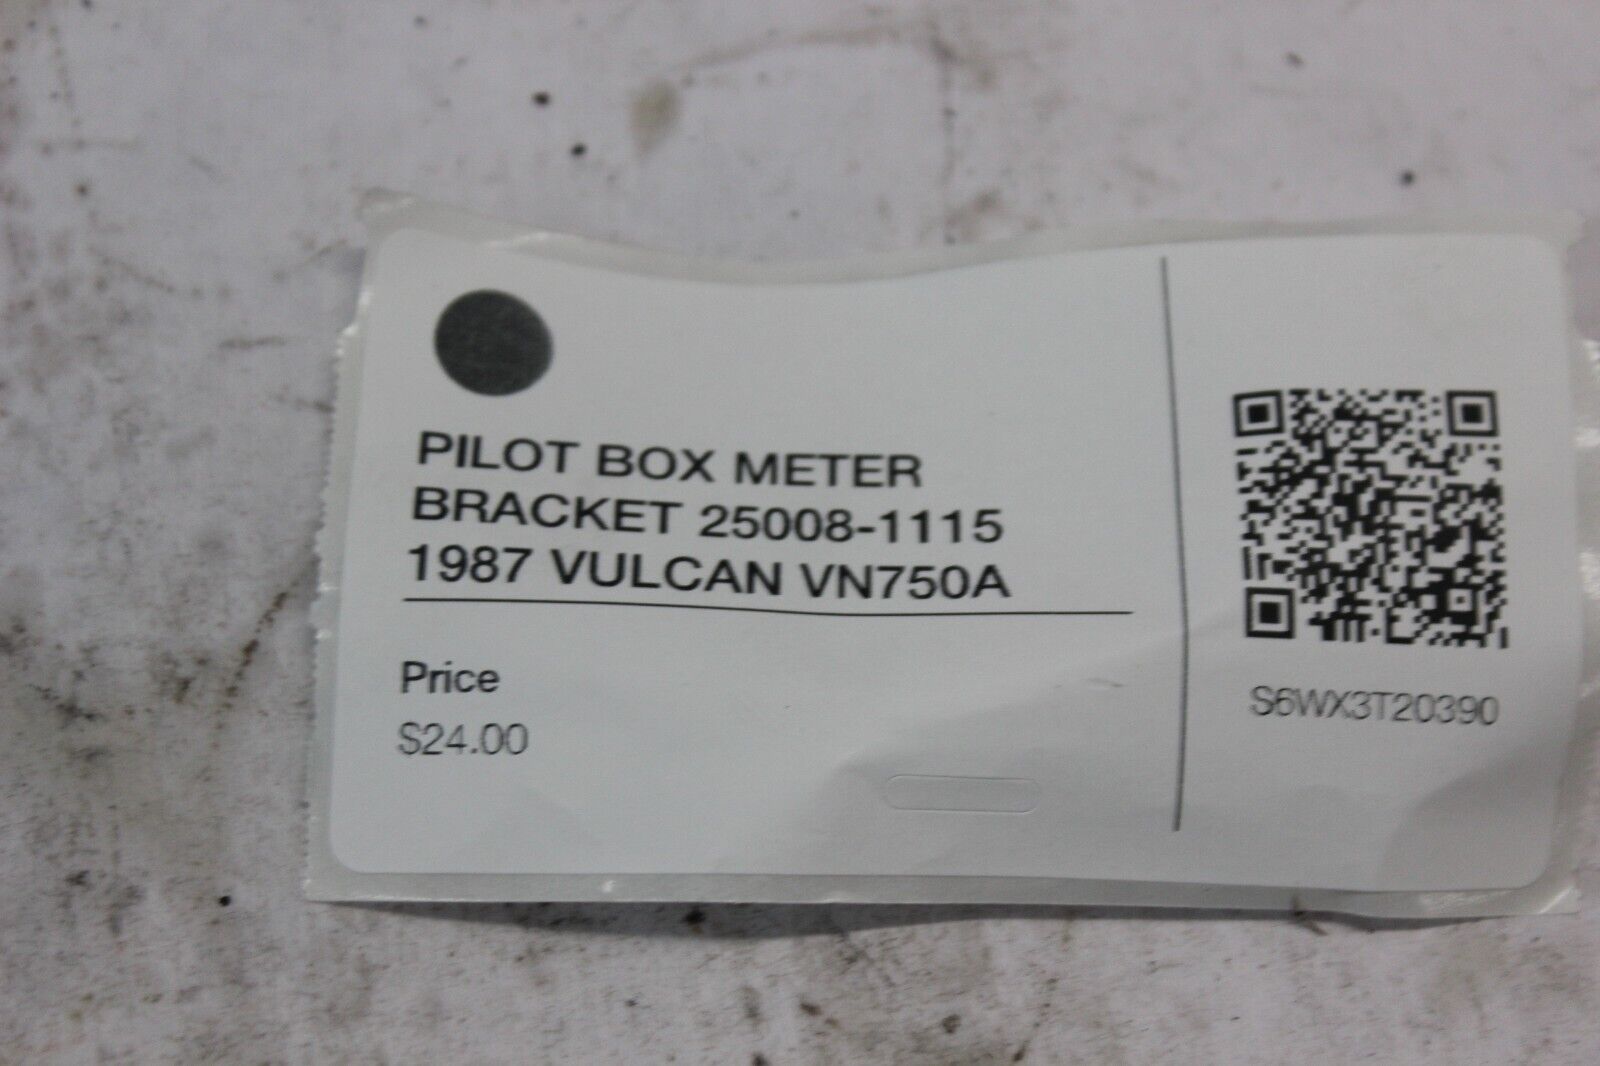 PILOT BOX METER
BRACKET 25008-1115
1987 VULCAN VN750A
Price
$24.00
S6WX3T20390